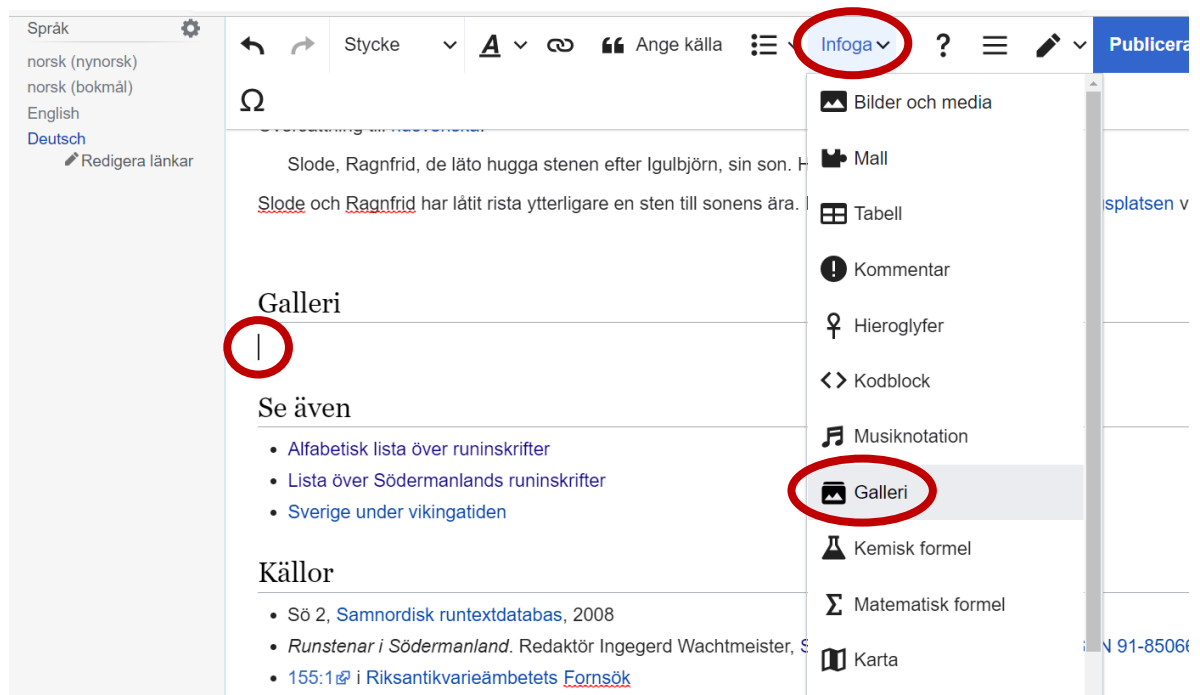 Språk
norsk (nynorsk)
norsk (bokmål)
English
Deutsch
Redigera länkar
Stycke
A
Ange källa
Infoga
?
Publicera
Ω
Slode, Ragnfrid, de läto hugga stenen efter Igulbjörn, sin son.
Slode och Ragnfrid har låtit rista ytterligare en sten till sonens ära.
splatsen v
Galleri
Se även
• Alfabetisk lista över runinskrifter
• Lista över Södermanlands runinskrifter
• Sverige under vikingatiden
Källor
• Sö 2, Samnordisk runtextdatabas, 2008
• Runstenar i Södermanland. Redaktör Ingegerd Wachtmeister,
N 91-8506
• 155:1 i Riksantikvarieämbetets Fornsök
Bilder och media
Mall
Tabell
Kommentar
Hieroglyfer
Kodblock
Musiknotation
Galleri
Kemisk formel
Σ Matematisk formel
Karta